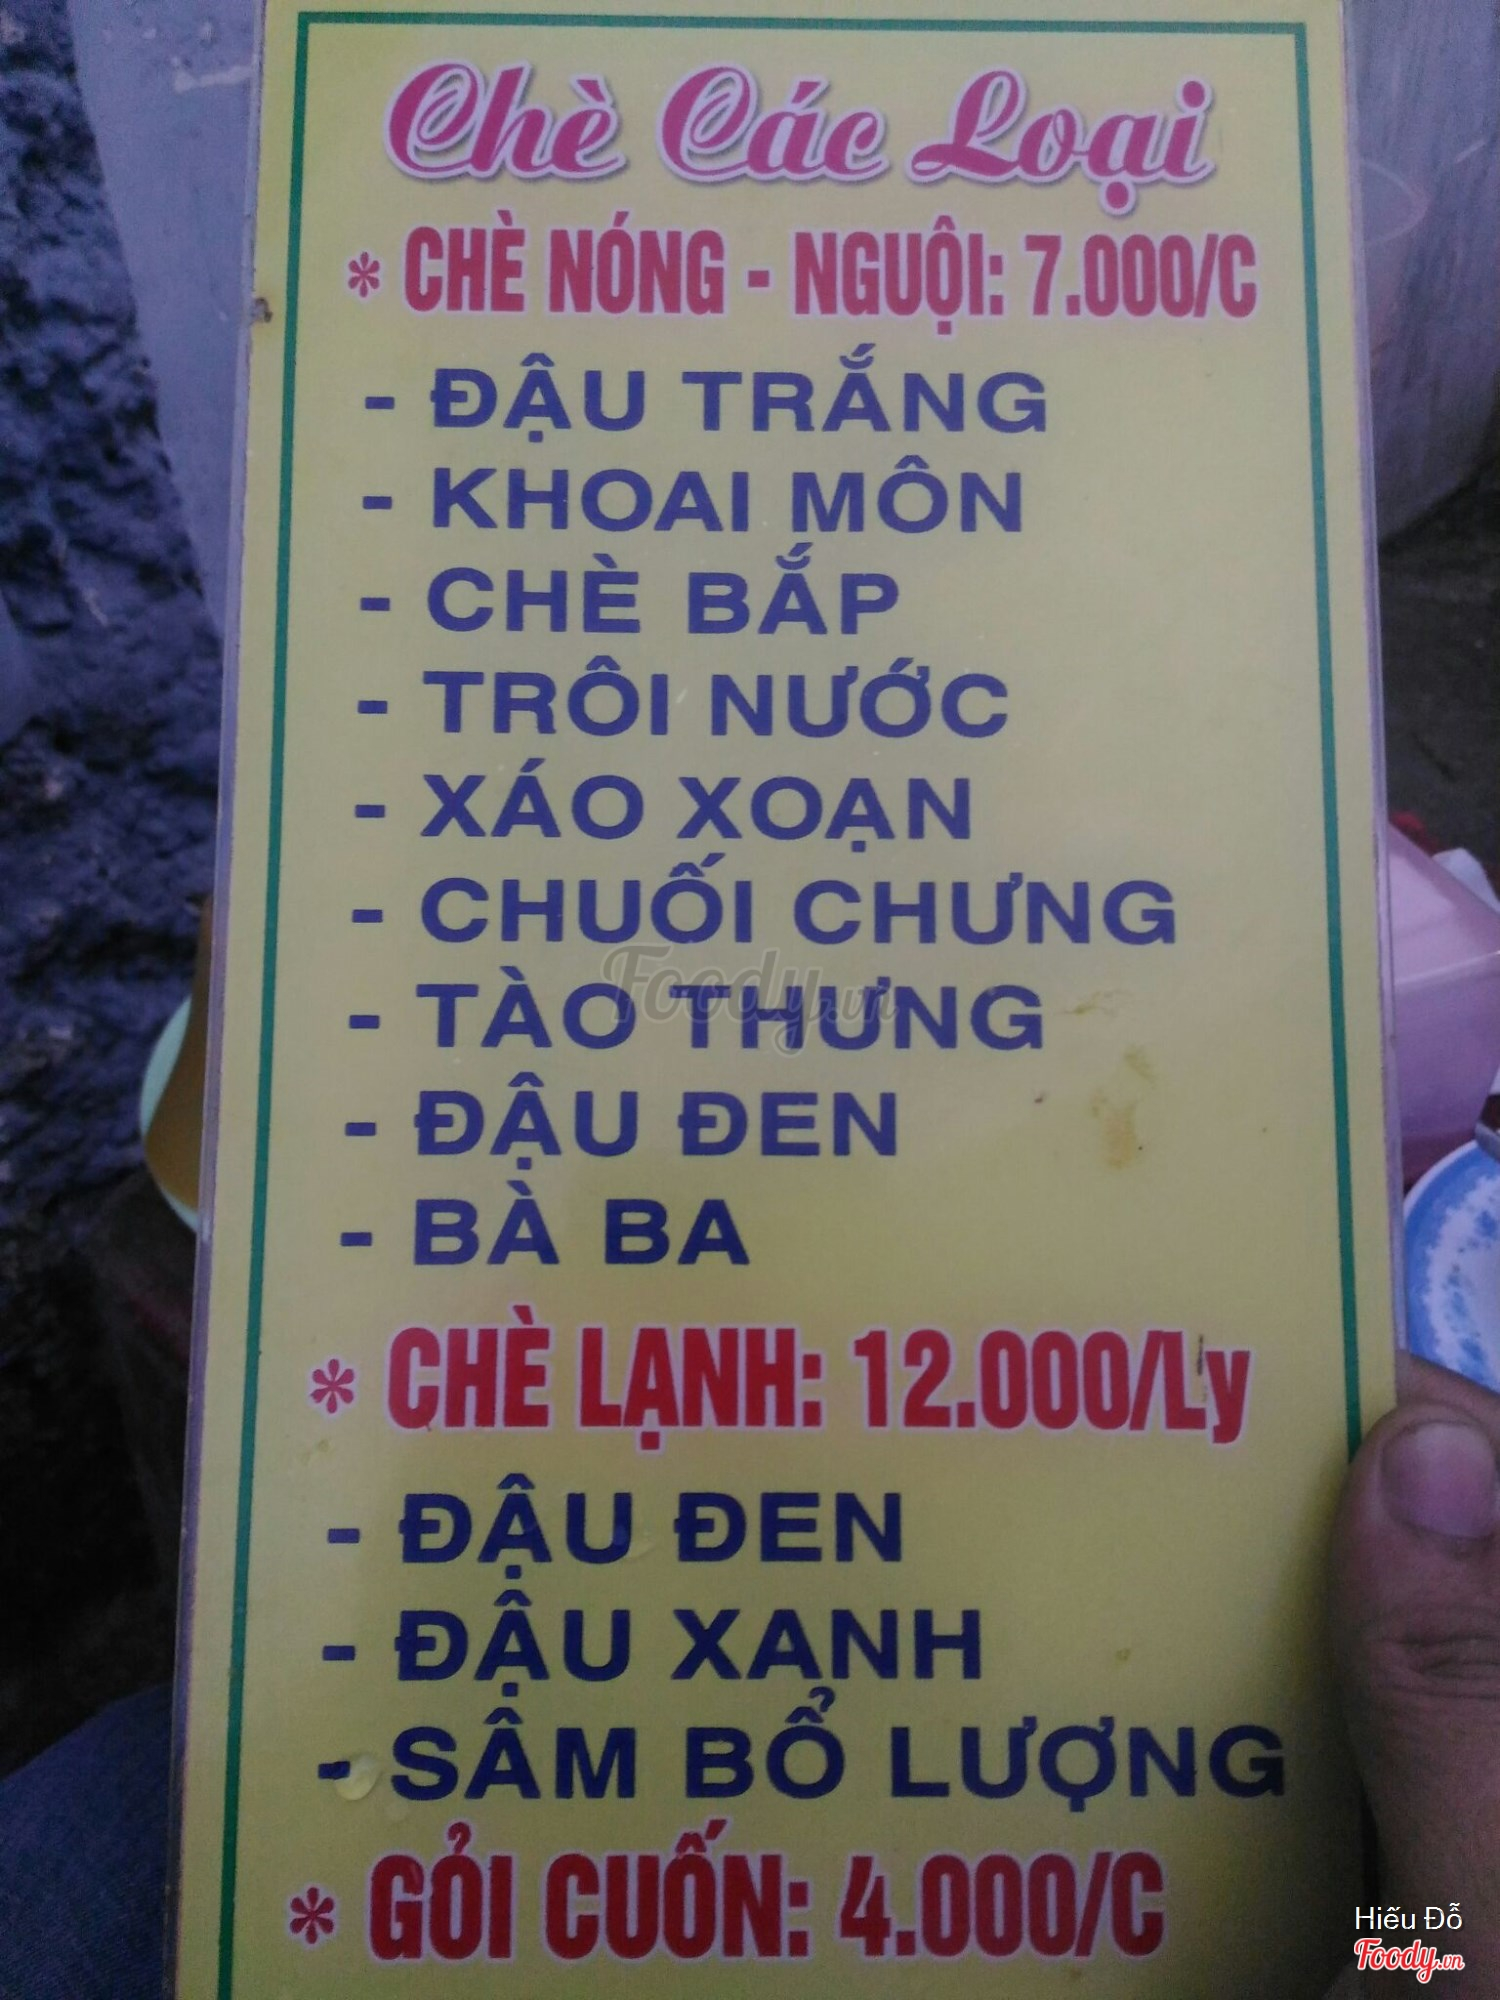 Chè Các Loại
* CHÈ NÓNG - NGUỘI: 7.000/C
- ĐẬU TRẮNG
- KHOAI MÔN
- CHÈ BẮP
- TRÔI NƯỚC
- XÁO XOẠN
- CHUỐI CHƯNG
- TÀO THƯNG
Foody.vn
- ĐẬU ĐEN
- BÀ BA
* CHÈ LẠNH: 12.000/Ly
- ĐẬU ĐEN
- ĐẬU XANH
- SÂM BỔ LƯỢNG
* GỎI CUỐN: 4.000/C
Hiếu Đỗ
Foody.vn